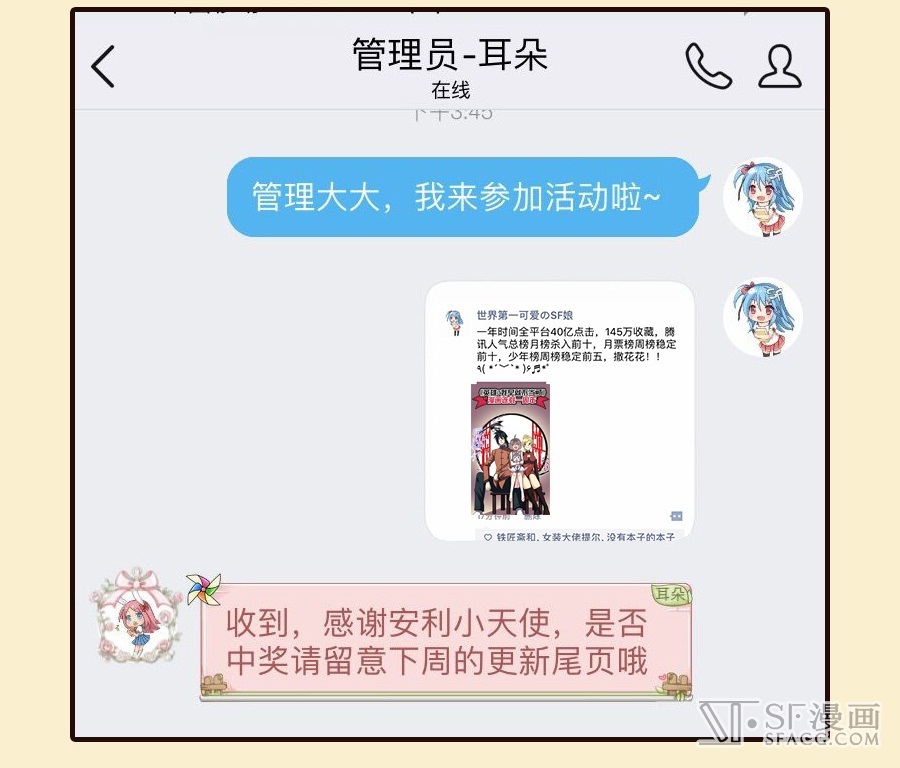 管理员-耳朵
在线
下午3:45
管理大大，我来参加活动啦~
世界第一可爱のSF娘
一年时间全平台40亿点击，145万收藏，腾
讯人气总榜月榜杀入前十，月票榜周榜稳定
前十，少年榜周榜稳定前五，撒花花！！
17分钟前 删除
铁匠斋和, 女装大佬提尔, 没有本子的本子
耳朵
收到，感谢安利小天使，是否
中奖请留意下周的更新尾页哦
SF漫画
SFACG.COM